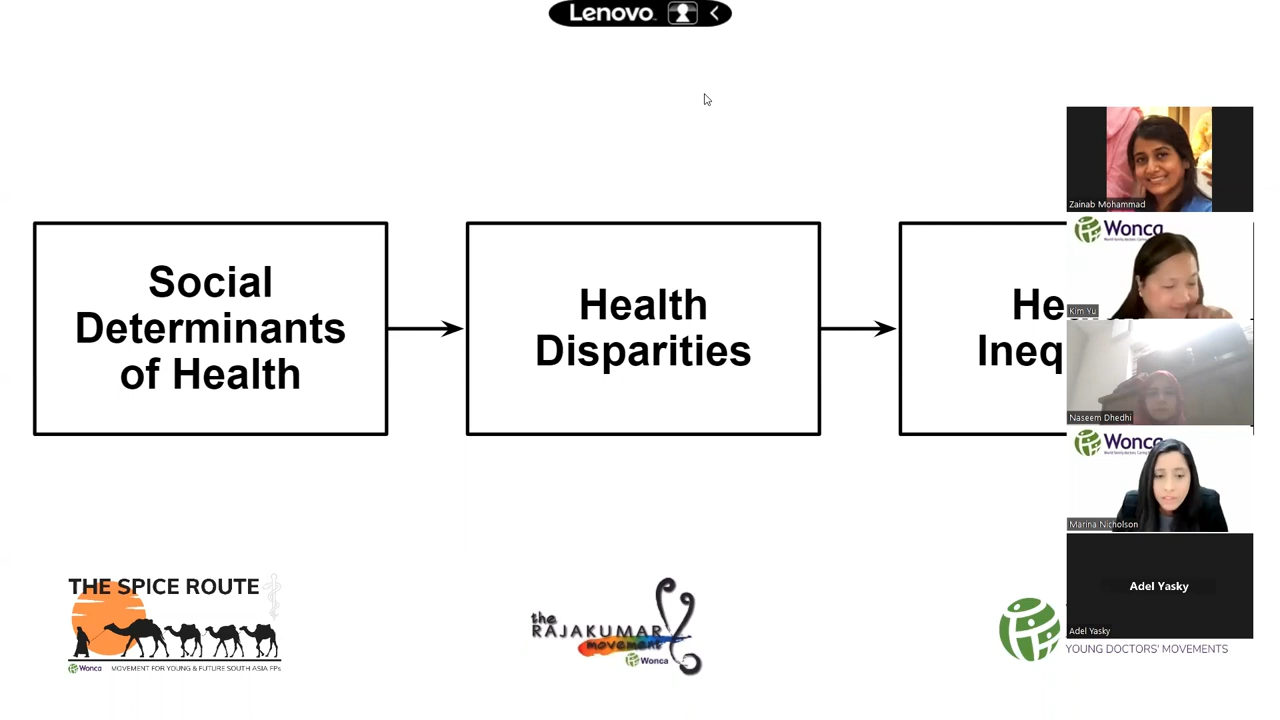 Lenovo
Zainab Mohammad
Wonca
Kim Yu
Social
Determinants
of Health
Health
Disparities
Naseem Dhedhi
Wonca
Marina Nicholson
Adel Yasky
Adel Yasky
THE SPICE ROUTE
Wonca MOVEMENT FOR YOUNG & FUTURE SOUTH ASIA FPs
the
RAJAKUMAR
movement
Wonca
YOUNG DOCTORS' MOVEMENTS